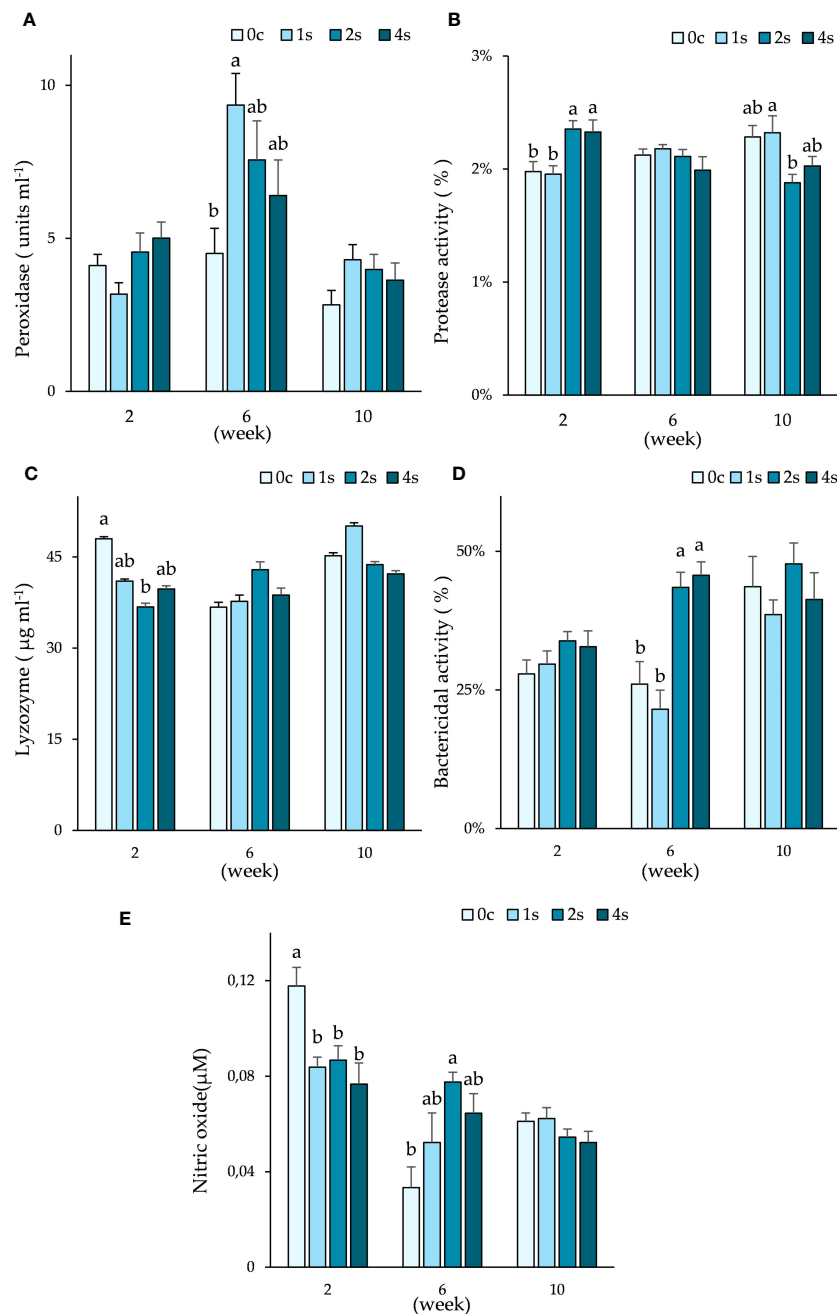 A
0c 1s 2s 4s
10
5
0
Peroxidase ( units ml-1)
a
ab
ab
b
2 6 10
(week)
B
0c 1s 2s 4s
3%
2%
1%
0%
Protease activity ( %)
b b a a
ab a b ab
2 6 10
(week)
C
0c 1s 2s 4s
45
30
15
0
Lyzozyme ( μg ml-1)
a
ab b ab
2 6 10
(week)
D
0c 1s 2s 4s
50%
25%
0%
Bactericidal activity ( %)
a a
b b
2 6 10
(week)
E
0c 1s 2s 4s
0,12
0,08
0,04
0
Nitric oxide(μM)
a
b b b
b ab a ab
2 6 10
(week)